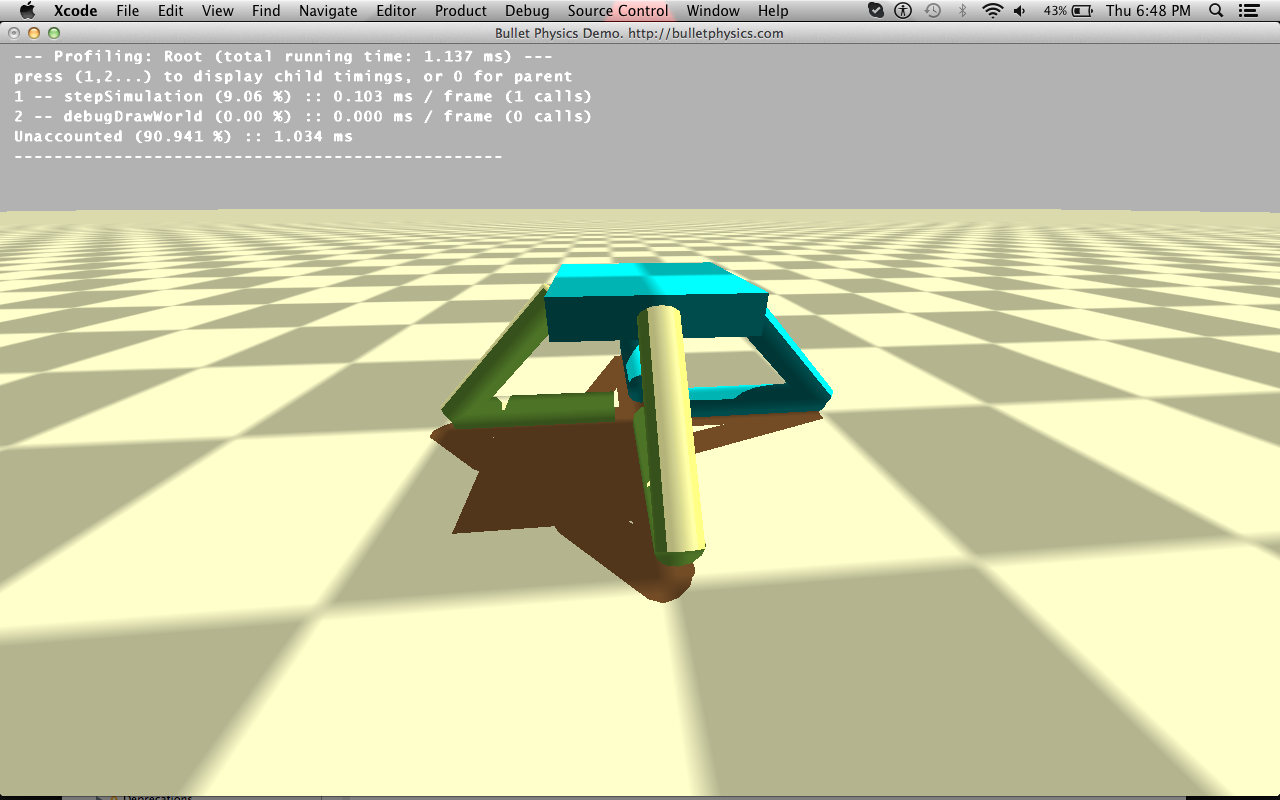 Xcode File Edit View Find Navigate Editor Product Debug Source Control Window Help 43% Thu 6:48 PM
Bullet Physics Demo. http://bulletphysics.com
--- Profiling: Root (total running time: 1.137 ms) ---
press (1,2...) to display child timings, or 0 for parent
1 -- stepSimulation (9.06 %) :: 0.103 ms / frame (1 calls)
2 -- debugDrawWorld (0.00 %) :: 0.000 ms / frame (0 calls)
Unaccounted (90.941 %) :: 1.034 ms
-------------------------------------------------
Deprecations